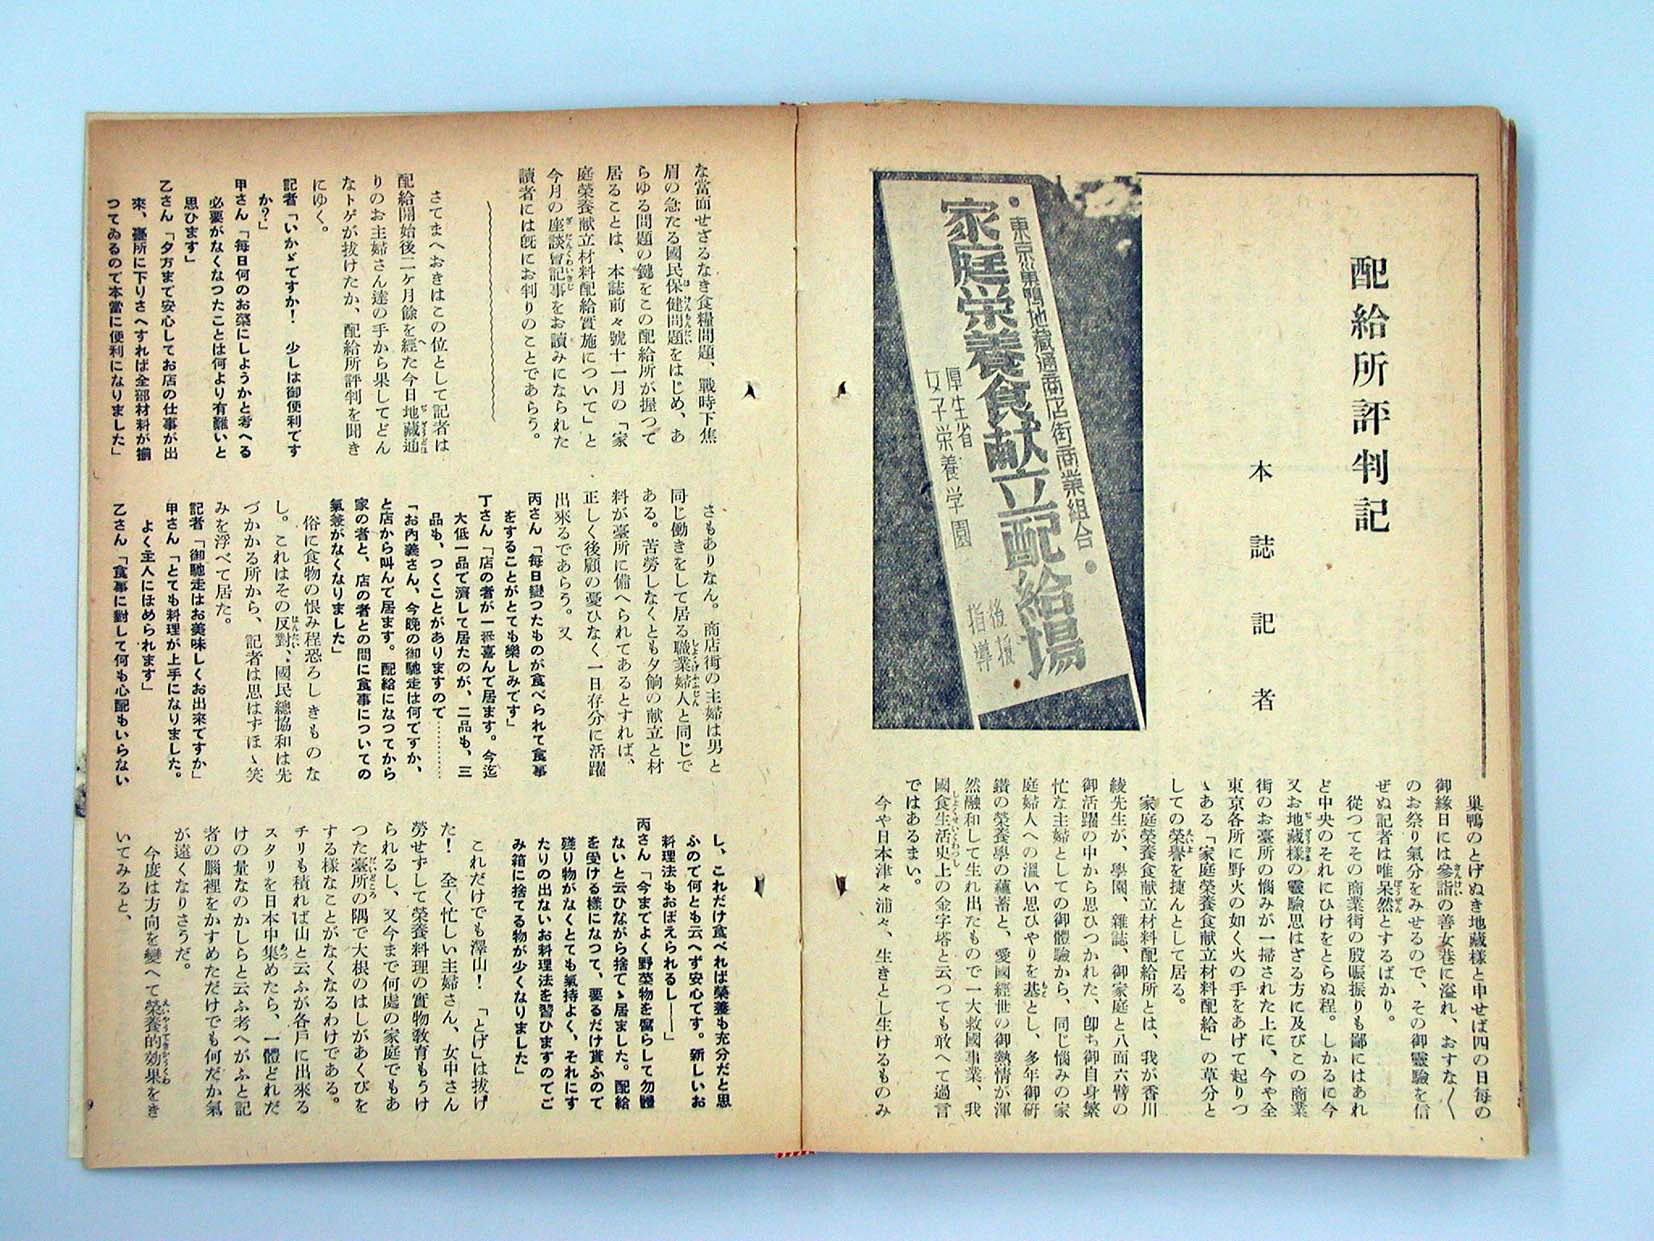 配給所評判記
本誌記者
・東京巣鴨地蔵通商店街商業組合・
家庭栄養食献立配給場
厚生省 後援
女子栄養学園 指導
巣鴨のとげぬき地藏樣と申せば四の日每の
御緣日には參詣の善女巷に溢れ、おすな〳〵
のお祭り氣分をみせるので、その御靈驗を信
ぜぬ記者は唯呆然とするばかり。
從つてその商業街の殷賑振りも鄙にはあれ
ど中央のそれにひけをとらぬ程。しかるに今
又お地藏樣の靈驗思はざる方に及びこの商業
街のお臺所の惱みが一掃された上に、今や全
東京各所に野火の如く火の手をあげて起りつ
ゝある「家庭榮養食献立材料配給」の草分と
しての榮譽を捷んとして居る。
家庭榮養食献立材料配給所とは、我が香川
綾先生が、學園、雜誌、御家庭と八面六臂の
御活躍の中から思ひつかれた、卽ち御自身繁
忙な主婦としての御體驗から、同じ惱みの家
庭婦人への溫い思ひやりを基とし、多年御硏
鑽の榮養學の蘊蓄と、愛國經世の御熱情が渾
然融和して生れ出たもので一大救國事業、我
國食生活史上の金字塔と云つても敢へて過言
ではあるまい。
今や日本津々浦々、生きとし生けるものみ
な當面せざるなき食糧問題、戰時下焦
眉の急たる國民保健問題をはじめ、あ
らゆる問題の鍵をこの配給所が握つて
居ることは、本誌前々號十一月の「家
庭榮養献立材料配給實施について」と
今月の座談會記事をお讀みになられた
讀者には旣にお判りのことであらう。
さてまへおきはこの位として記者は
配給開始後二ヶ月餘を經た今日地藏通
りのお主婦さん達の手から果してどん
なトゲが拔けたか、配給所評判を聞き
にゆく。
記者「いかゞですか！ 少しは御便利です
か？」
甲さん「每日何のお菜にしようかと考へる
必要がなくなつたことは何より有難いと
思ひます」
乙さん「夕方まで安心してお店の仕事が出
來、臺所に下りさへすれば全部材料が揃
つてゐるので本當に便利になりました」
さもありなん。商店街の主婦は男と
同じ働きをして居る職業婦人と同じで
ある。苦勞しなくとも夕餉の献立と材
料が臺所に備へられてあるとすれば、
正しく後顧の憂ひなく一日存分に活躍
出來るであらう。又
丙さん「每日變つたものが食べられて食事
をすることがとても樂しみです」
丁さん「店の者が一番喜んで居ます。今迄
大低一品で濟して居たのが、二品も、三
品も、つくことがありますので…………
「お內義さん、今晚の御馳走は何ですか、
と店から叫んで居ます。配給になつてから
家の者と、店の者との間に食事についての
氣兼がなくなりました」
俗に食物の恨み程恐ろしきものな
し。これはその反對、國民總協和は先
づかかる所から、記者は思はずほゝ笑
みを浮べて居た。
記者「御馳走はお美味しくお出來ですか」
甲さん「とても料理が上手になりました。
よく主人にほめられます」
乙さん「食事に對して何も心配もいらない
し、これだけ食べれば榮養も充分だと思
ふので何とも云へず安心です。新しいお
料理法もおぼえられるし――」
丙さん「今までよく野菜物を腐らして勿體
ないと云ひながら捨てゝ居ました。配給
を受ける樣になつて、要るだけ買ふので
殘り物がなくとても氣持よく、それにす
たりの出ないお料理法を習ひますのでご
み箱に捨てる物が少くなりました」
これだけでも澤山！ 「とげ」は拔け
た！ 全く忙しい主婦さん、女中さん
勞せずして榮養料理の實物敎育もうけ
られるし、又今まで何處の家庭でもあ
つた臺所の隅で大根のはしがあくびを
する樣なことがなくなるわけである。
チリも積れば山と云ふが各戶に出來る
スタリを日本中集めたら、一體どれだ
けの量なのかしらと云ふ考へがふと記
者の腦裡をかすめただけでも何だか氣
が遠くなりさうだ。
今度は方向を變へて榮養的効果をき
いてみると、
9